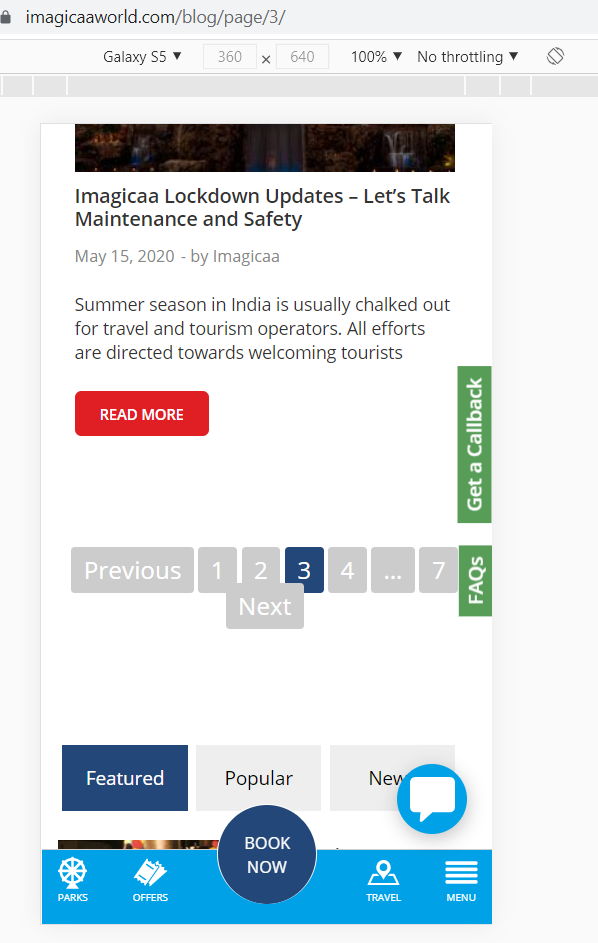 imagicaaworld.com/blog/page/3/
Galaxy S5 ▼ 360 × 640 100% ▼ No throttling ▼
Imagicaa Lockdown Updates – Let’s Talk
Maintenance and Safety
May 15, 2020 - by Imagicaa
Summer season in India is usually chalked out
for travel and tourism operators. All efforts
are directed towards welcoming tourists
READ MORE
Get a Callback
Previous 1 2 3 4 ... 7
Next
FAQs
Featured Popular New
BOOK
NOW
PARKS OFFERS TRAVEL MENU